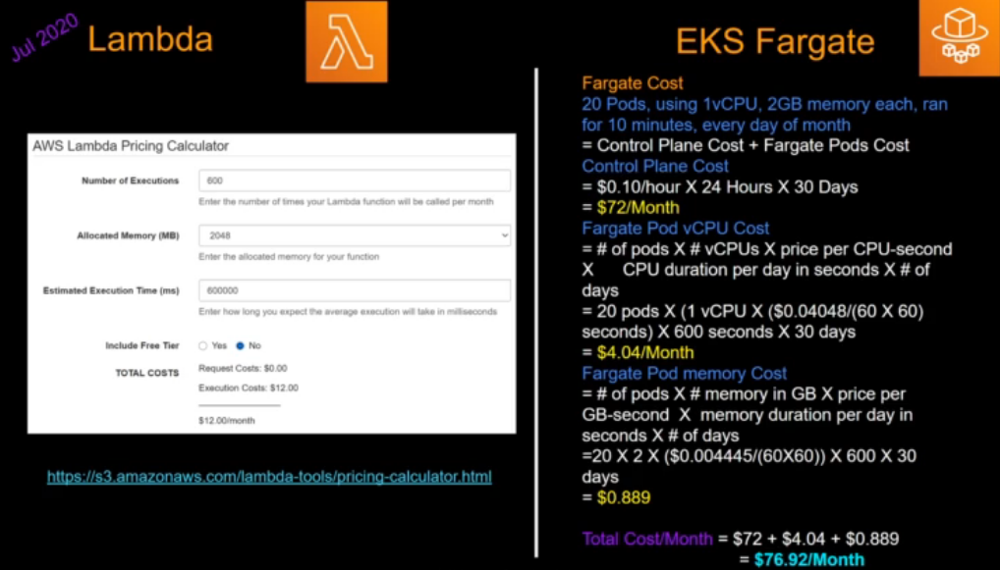 Jul 2020
Lambda
AWS Lambda Pricing Calculator
Number of Executions
600
Enter the number of times your Lambda function will be called per month
Allocated Memory (MB)
2048
Enter the allocated memory for your function
Estimated Execution Time (ms)
600000
Enter how long you expect the average execution will take in milliseconds
Include Free Tier
Yes No
TOTAL COSTS
Request Costs: $0.00
Execution Costs: $12.00
$12.00/month
https://s3.amazonaws.com/lambda-tools/pricing-calculator.html
EKS Fargate
Fargate Cost
20 Pods, using 1vCPU, 2GB memory each, ran
for 10 minutes, every day of month
= Control Plane Cost + Fargate Pods Cost
Control Plane Cost
= $0.10/hour X 24 Hours X 30 Days
= $72/Month
Fargate Pod vCPU Cost
= # of pods X # vCPUs X price per CPU-second
X CPU duration per day in seconds X # of
days
= 20 pods X (1 vCPU X ($0.04048/(60 X 60)
seconds) X 600 seconds X 30 days
= $4.04/Month
Fargate Pod memory Cost
= # of pods X # memory in GB X price per
GB-second X memory duration per day in
seconds X # of days
=20 X 2 X ($0.004445/(60X60)) X 600 X 30
days
= $0.889
Total Cost/Month = $72 + $4.04 + $0.889
= $76.92/Month